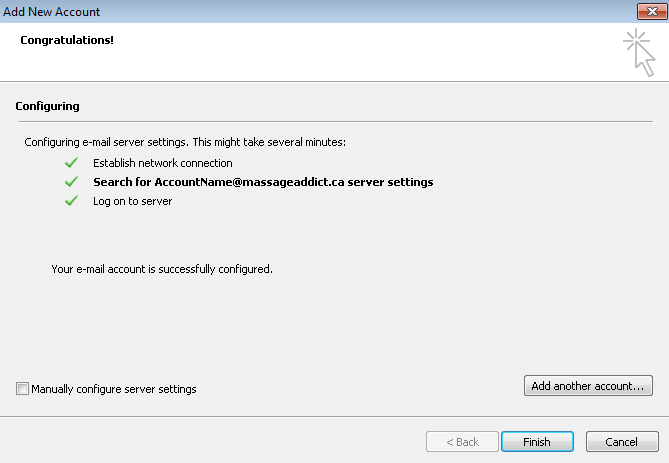 Add New Account
Congratulations!
Configuring
Configuring e-mail server settings. This might take several minutes:
Establish network connection
Search for AccountName@massageaddict.ca server settings
Log on to server
Your e-mail account is successfully configured.
Manually configure server settings
Add another account...
< Back
Finish
Cancel